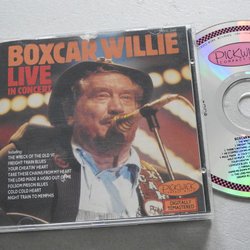 BOXCAR WILLIE
LIVE
IN CONCERT
Including
THE WRECK OF THE OLD '97
FREIGHT TRAIN BLUES
YOUR CHEATIN' HEART
TAKE THESE CHAINS FROM MY HEART
THE LORD MADE A HOBO OUT OF ME
FOLSOM PRISON BLUES
COLD COLD HEART
NIGHT TRAIN TO MEMPHIS
PICKWICK
DIGITALLY
REMASTERED
PICKWICK